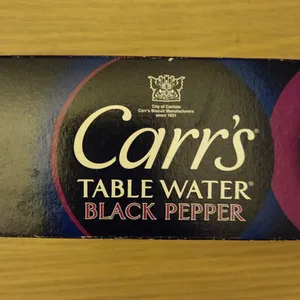 City of Carlisle
Carr's Biscuit Manufacturers
since 1831
Carr's®
TABLE WATER®
BLACK PEPPER